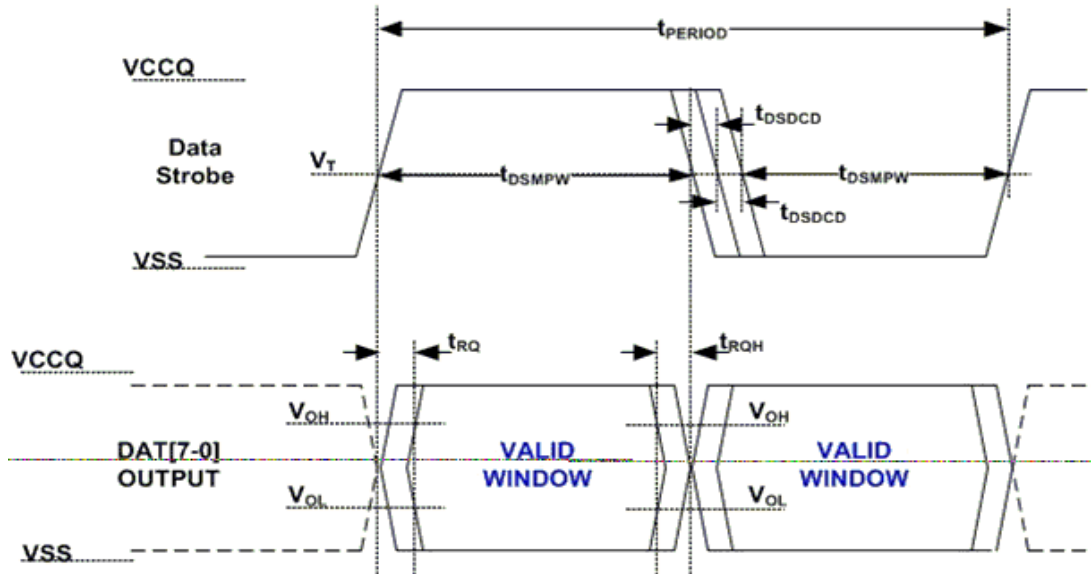 tPERIOD
VCCQ
tDSDCD
Data
Strobe
VT
tDSMPW
tDSMPW
tDSDCD
VSS
tRQ
tRQH
VCCQ
VOH
VOH
DAT[7-0]
OUTPUT
VALID
WINDOW
VALID
WINDOW
VOL
VOL
VSS